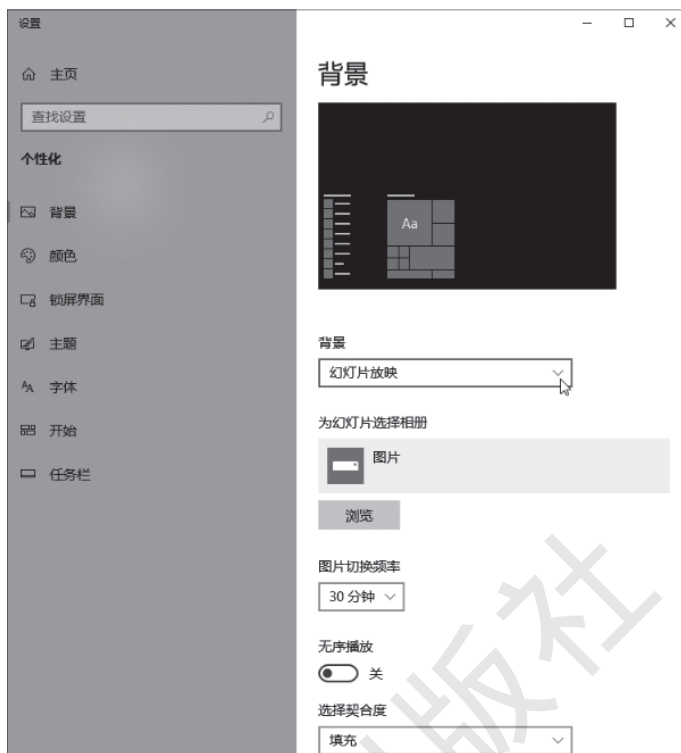 设置
主页
查找设置
个性化
背景
颜色
锁屏界面
主题
字体
开始
任务栏
背景
Aa
背景
幻灯片放映
为幻灯片选择相册
图片
浏览
图片切换频率
30 分钟
无序播放
关
选择契合度
填充
版社